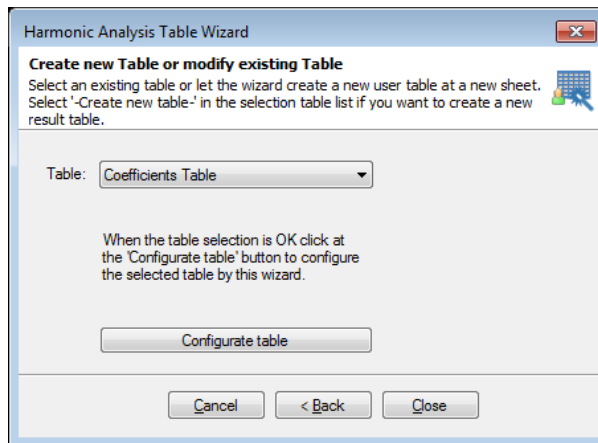 Harmonic Analysis Table Wizard
Create new Table or modify existing Table
Select an existing table or let the wizard create a new user table at a new sheet.
Select '-Create new table-' in the selection table list if you want to create a new
result table.
Table: Coefficients Table
When the table selection is OK click at
the 'Configurate table' button to configure
the selected table by this wizard.
Configurate table
Cancel < Back Close